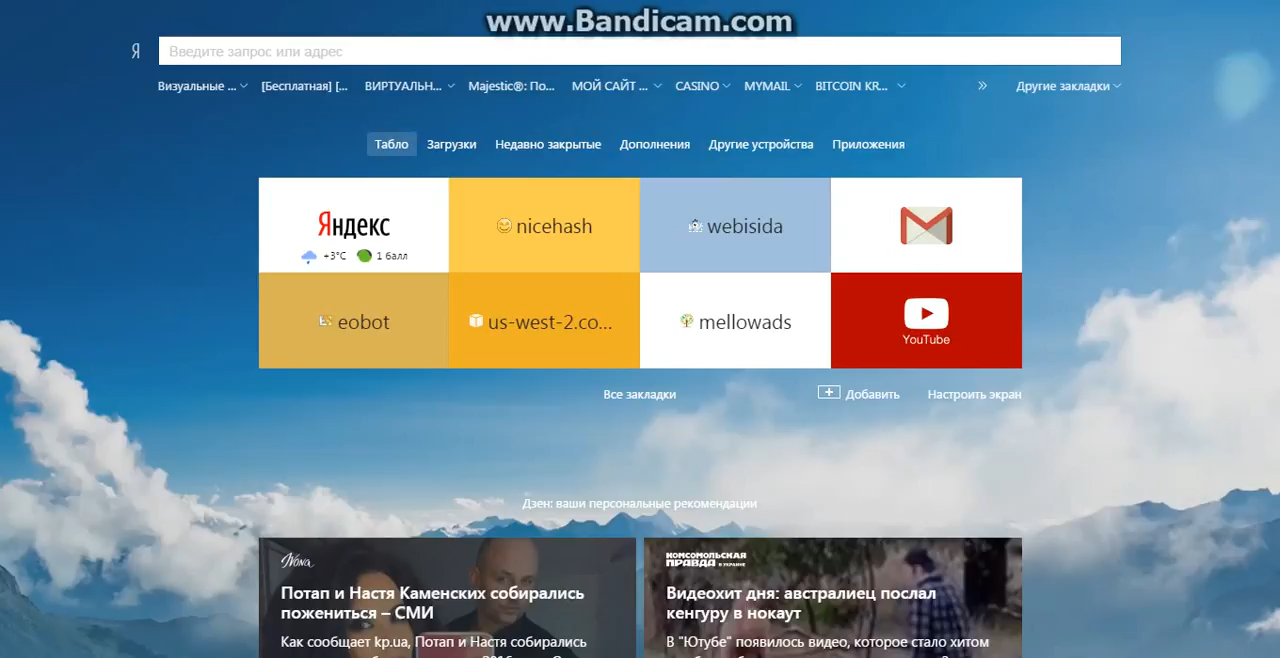 www.Bandicam.com
Я Введите запрос или адрес
Визуальные ... [Бесплатная] [... ВИРТУАЛЬН... Majestic®: По... МОЙ САЙТ ... CASINO MYMAIL BITCOIN KR... » Другие закладки
Табло Загрузки Недавно закрытые Дополнения Другие устройства Приложения
Яндекс nicehash webisida
+3°C 1 балл
eobot us-west-2.co... mellowads
YouTube
Все закладки Добавить Настроить экран
Дзен: ваши персональные рекомендации
КОМСОМОЛЬСКАЯ
ПРАВДА В УКРАИНЕ
Потап и Настя Каменских собирались
пожениться – СМИ
Как сообщает kp.ua, Потап и Настя собирались
Видеохит дня: австралиец послал
кенгуру в нокаут
В "Ютубе" появилось видео, которое стало хитом